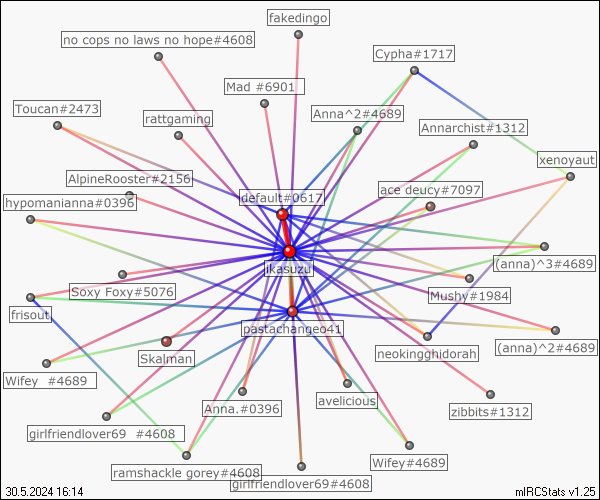 fakedingo
no cops no laws no hope#4608
Cypha#1717
Mad #6901
Toucan#2473
rattgaming
Anna^2#4689
Annarchist#1312
xenoyaut
AlpineRooster#2156
default#0617
ace deucy#7097
hypomanianna#0396
ikasuzu
(anna)^3#4689
Soxy Foxy#5076
Mushy#1984
frisout
pastachangeo41
(anna)^2#4689
Skalman
neokingghidorah
Wifey #4689
Anna.#0396
avelicious
zibbits#1312
girlfriendlover69 #4608
ramshackle gorey#4608
Wifey#4689
girlfriendlover69#4608
30.5.2024 16:14
mIRCStats v1.25